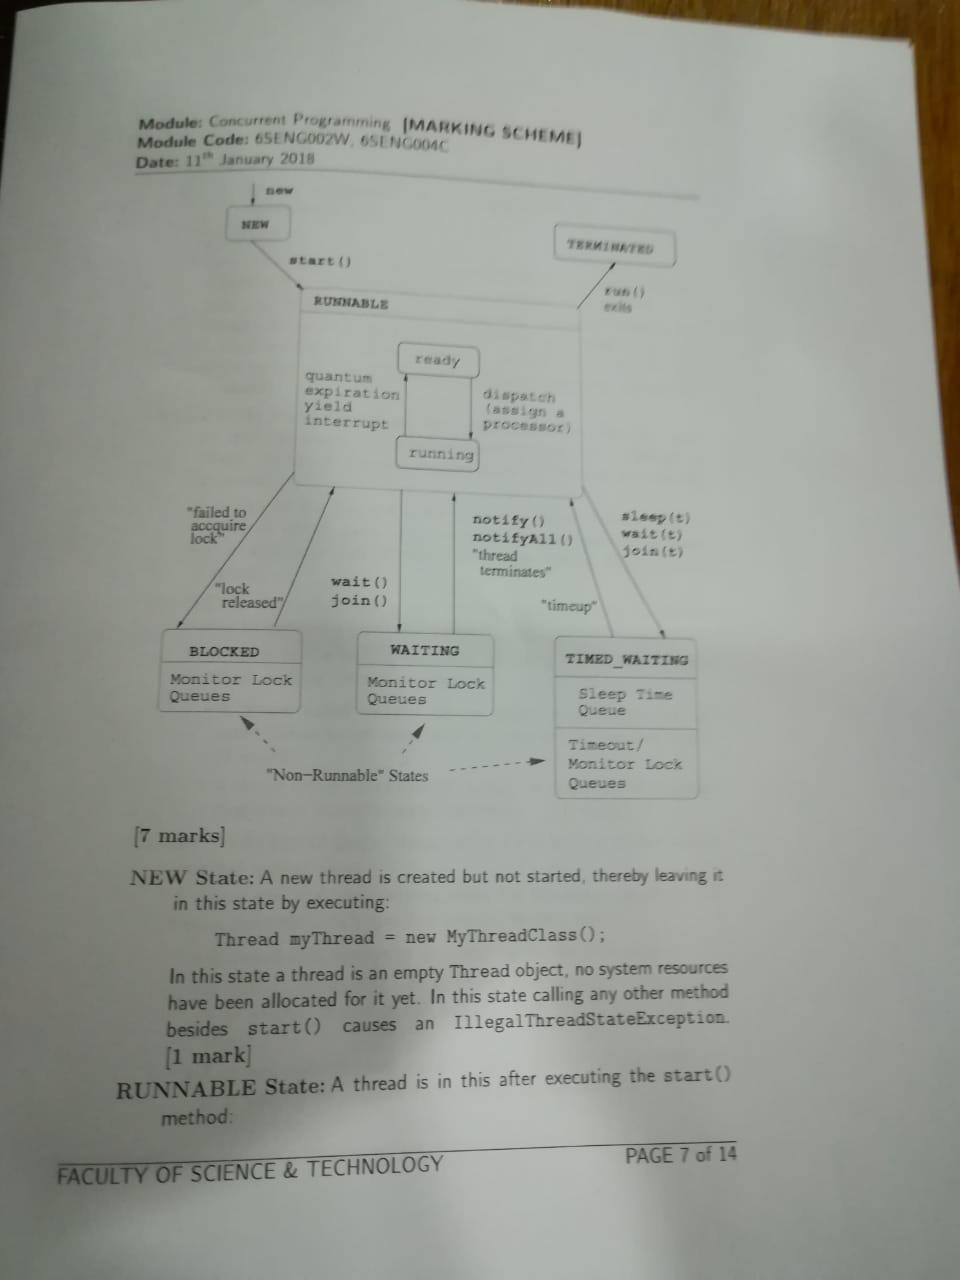 Module: Concurrent Programming [MARKING SCHEME]
Module Code: 6SENG002W, 6SENG004C
Date: 11th January 2018
new
NEW
TERMINATED
start()
run()
exits
RUNNABLE
ready
quantum
expiration
yield
interrupt
dispatch
(assign a
processor)
running
"failed to
accquire
lock"
"lock
released"
wait()
join()
notify()
notifyAll()
"thread
terminates"
sleep(t)
wait(t)
join(t)
"timeup"
BLOCKED
Monitor Lock
Queues
WAITING
Monitor Lock
Queues
TIMED_WAITING
Sleep Time
Queue
Timeout/
Monitor Lock
Queues
"Non-Runnable" States
[7 marks]
NEW State: A new thread is created but not started, thereby leaving it
in this state by executing:
Thread myThread = new MyThreadClass();
In this state a thread is an empty Thread object, no system resources
have been allocated for it yet. In this state calling any other method
besides start() causes an IllegalThreadStateException.
[1 mark]
RUNNABLE State: A thread is in this after executing the start()
method:
FACULTY OF SCIENCE & TECHNOLOGY PAGE 7 of 14